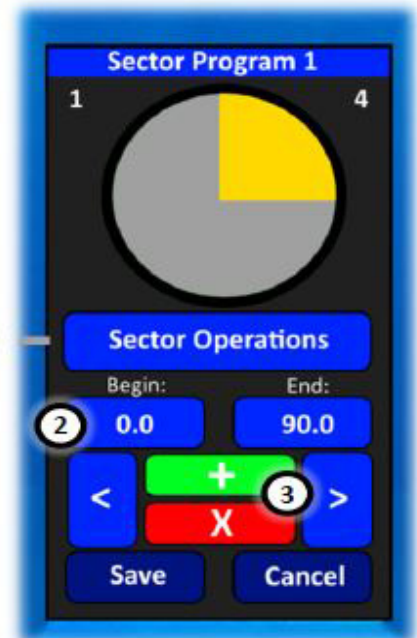 Sector Program 1
1 4
Sector Operations
Begin: End:
2 0.0 90.0
< + 3 >
X
Save Cancel